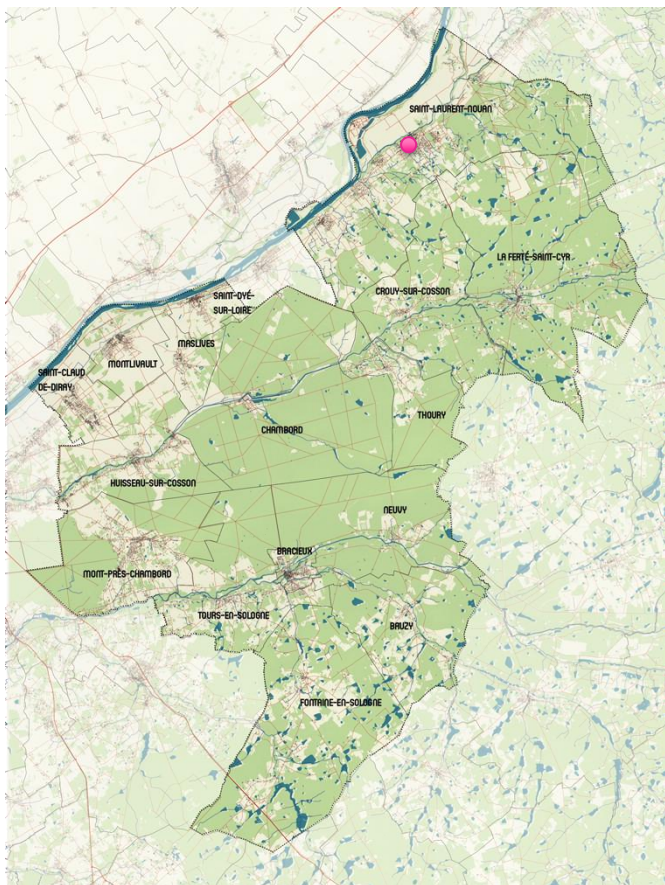 SAINT-LAURENT-NOUAN
LA FERTÉ-SAINT-CYR
CROUY-SUR-COSSON
SAINT-DYÉ-
SUR-LOIRE
MASLIVES
MONTLIVAULT
SAINT-CLAUD
DE-DIRAY
THOURY
CHAMBORD
HUISSEAU-SUR-COSSON
NEUVY
BRACIEUX
MONT-PRÈS-CHAMBORD
TOURS-EN-SOLOGNE
BAUZY
FONTAINE-EN-SOLOGNE